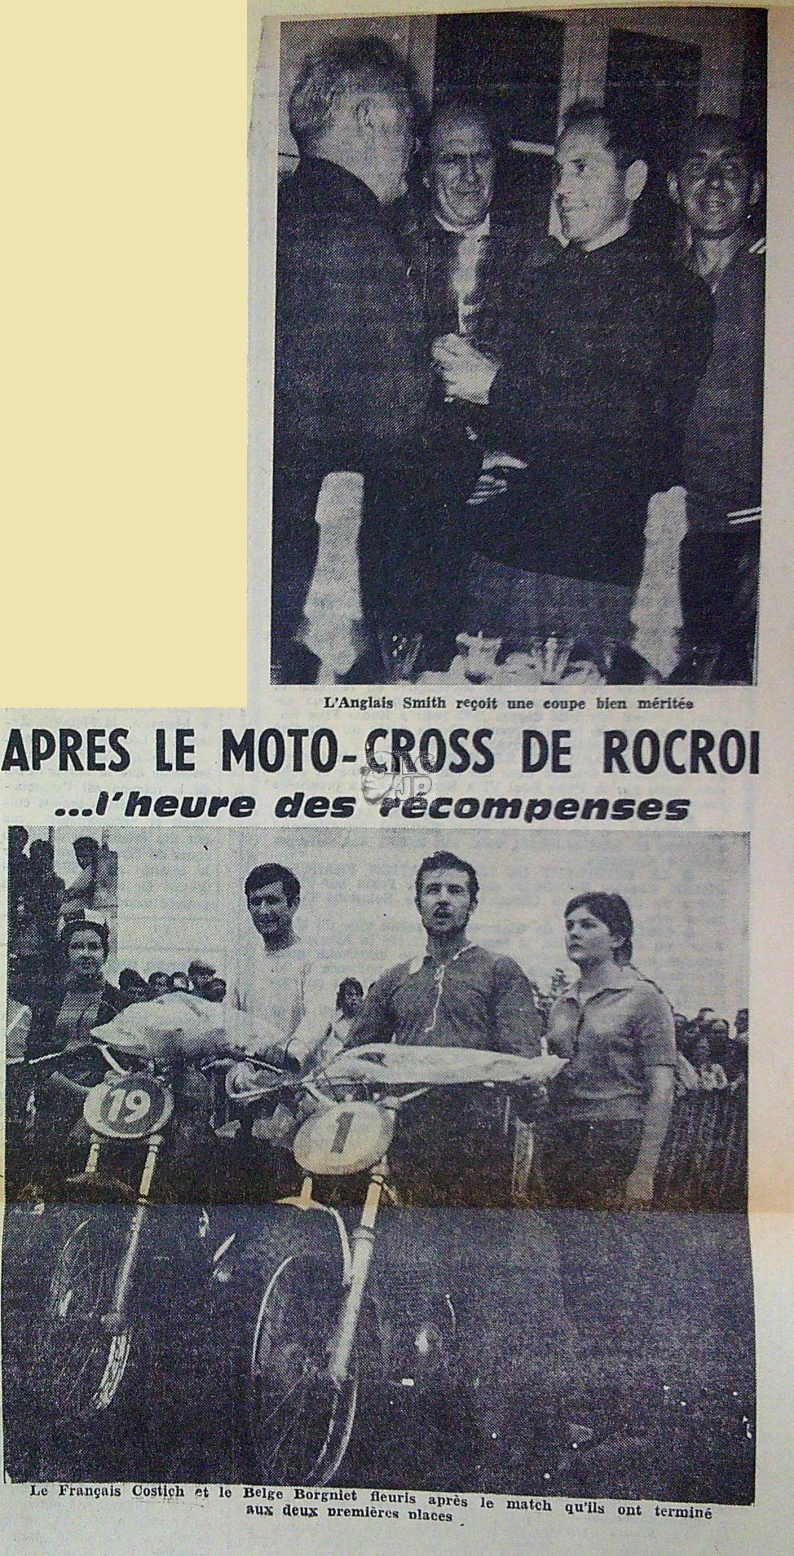 L'Anglais Smith reçoit une coupe bien méritée
APRES LE MOTO-CROSS DE ROCROI
...l'heure des récompenses
19
1
Le Français Costich et le Belge Borgniet fleuris après le match qu'ils ont terminé
aux deux premières places .